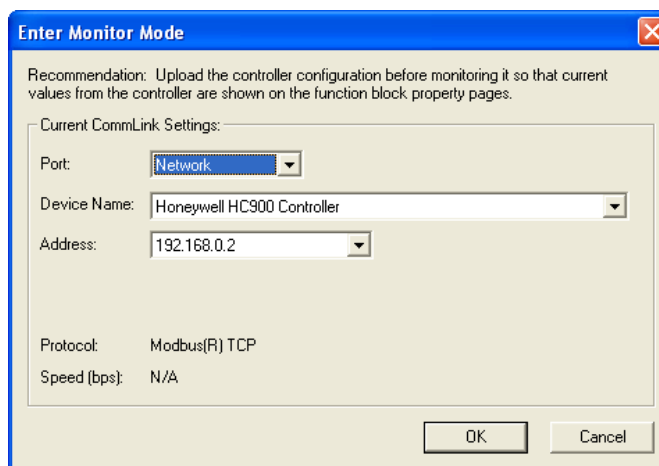 Enter Monitor Mode
Recommendation: Upload the controller configuration before monitoring it so that current
values from the controller are shown on the function block property pages.
Current CommLink Settings:
Port: Network
Device Name: Honeywell HC900 Controller
Address: 192.168.0.2
Protocol: Modbus(R) TCP
Speed (bps): N/A
OK Cancel